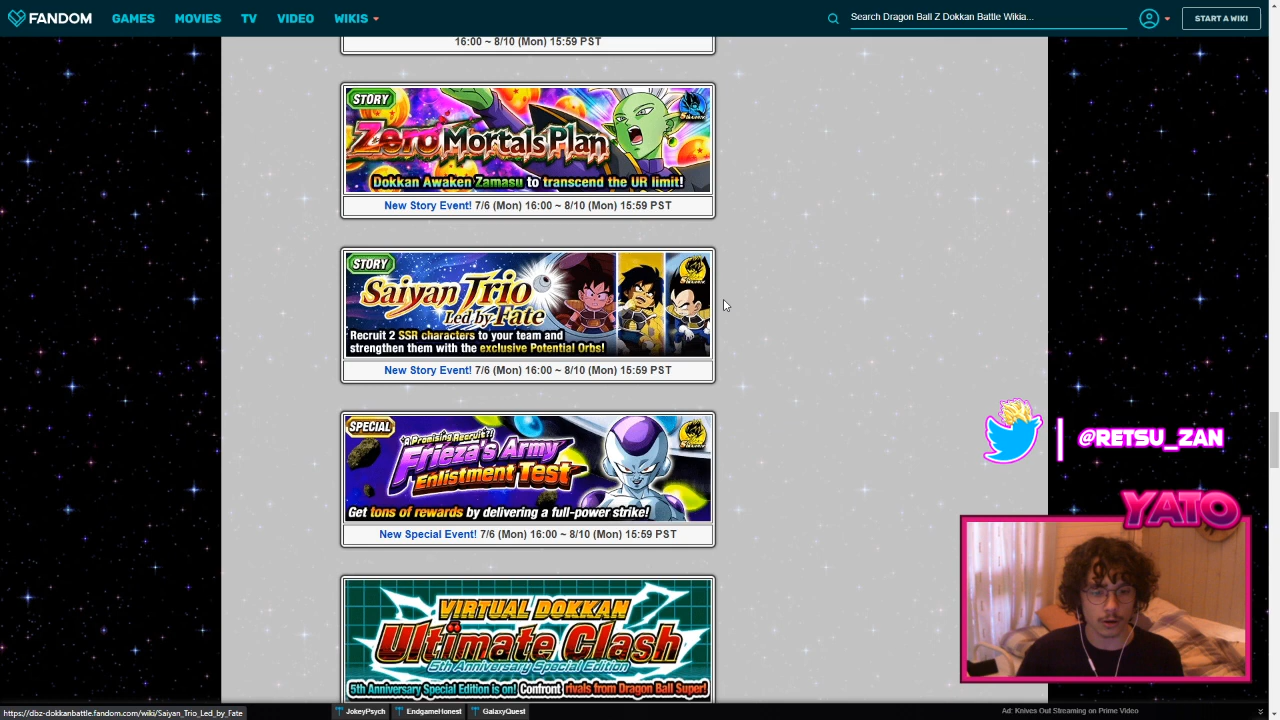 FANDOM GAMES MOVIES TV VIDEO WIKIS Search Dragon Ball Z Dokkan Battle Wikia... START A WIKI
16:00 ~ 8/10 (Mon) 15:59 PST
STORY
Zero Mortals Plan
Dokkan Awaken Zamasu to transcend the UR limit!
New Story Event! 7/6 (Mon) 16:00 ~ 8/10 (Mon) 15:59 PST
STORY
Saiyan Trio
Led by Fate
Recruit 2 SSR characters to your team and
strengthen them with the exclusive Potential Orbs!
New Story Event! 7/6 (Mon) 16:00 ~ 8/10 (Mon) 15:59 PST
SPECIAL
A Promising Recruit?!
Frieza's Army
Enlistment Test
Get tons of rewards by delivering a full-power strike!
New Special Event! 7/6 (Mon) 16:00 ~ 8/10 (Mon) 15:59 PST
@RETSU_ZAN
YATO
VIRTUAL DOKKAN
Ultimate Clash
5th Anniversary Special Edition
5th Anniversary Special Edition is on! Confront rivals from Dragon Ball Super!
https://dbz-dokkanbattle.fandom.com/wiki/Saiyan_Trio_Led_by_Fate JokeyPsych EndgameHonest GalaxyQuest Ad: Knives Out Streaming on Prime Video